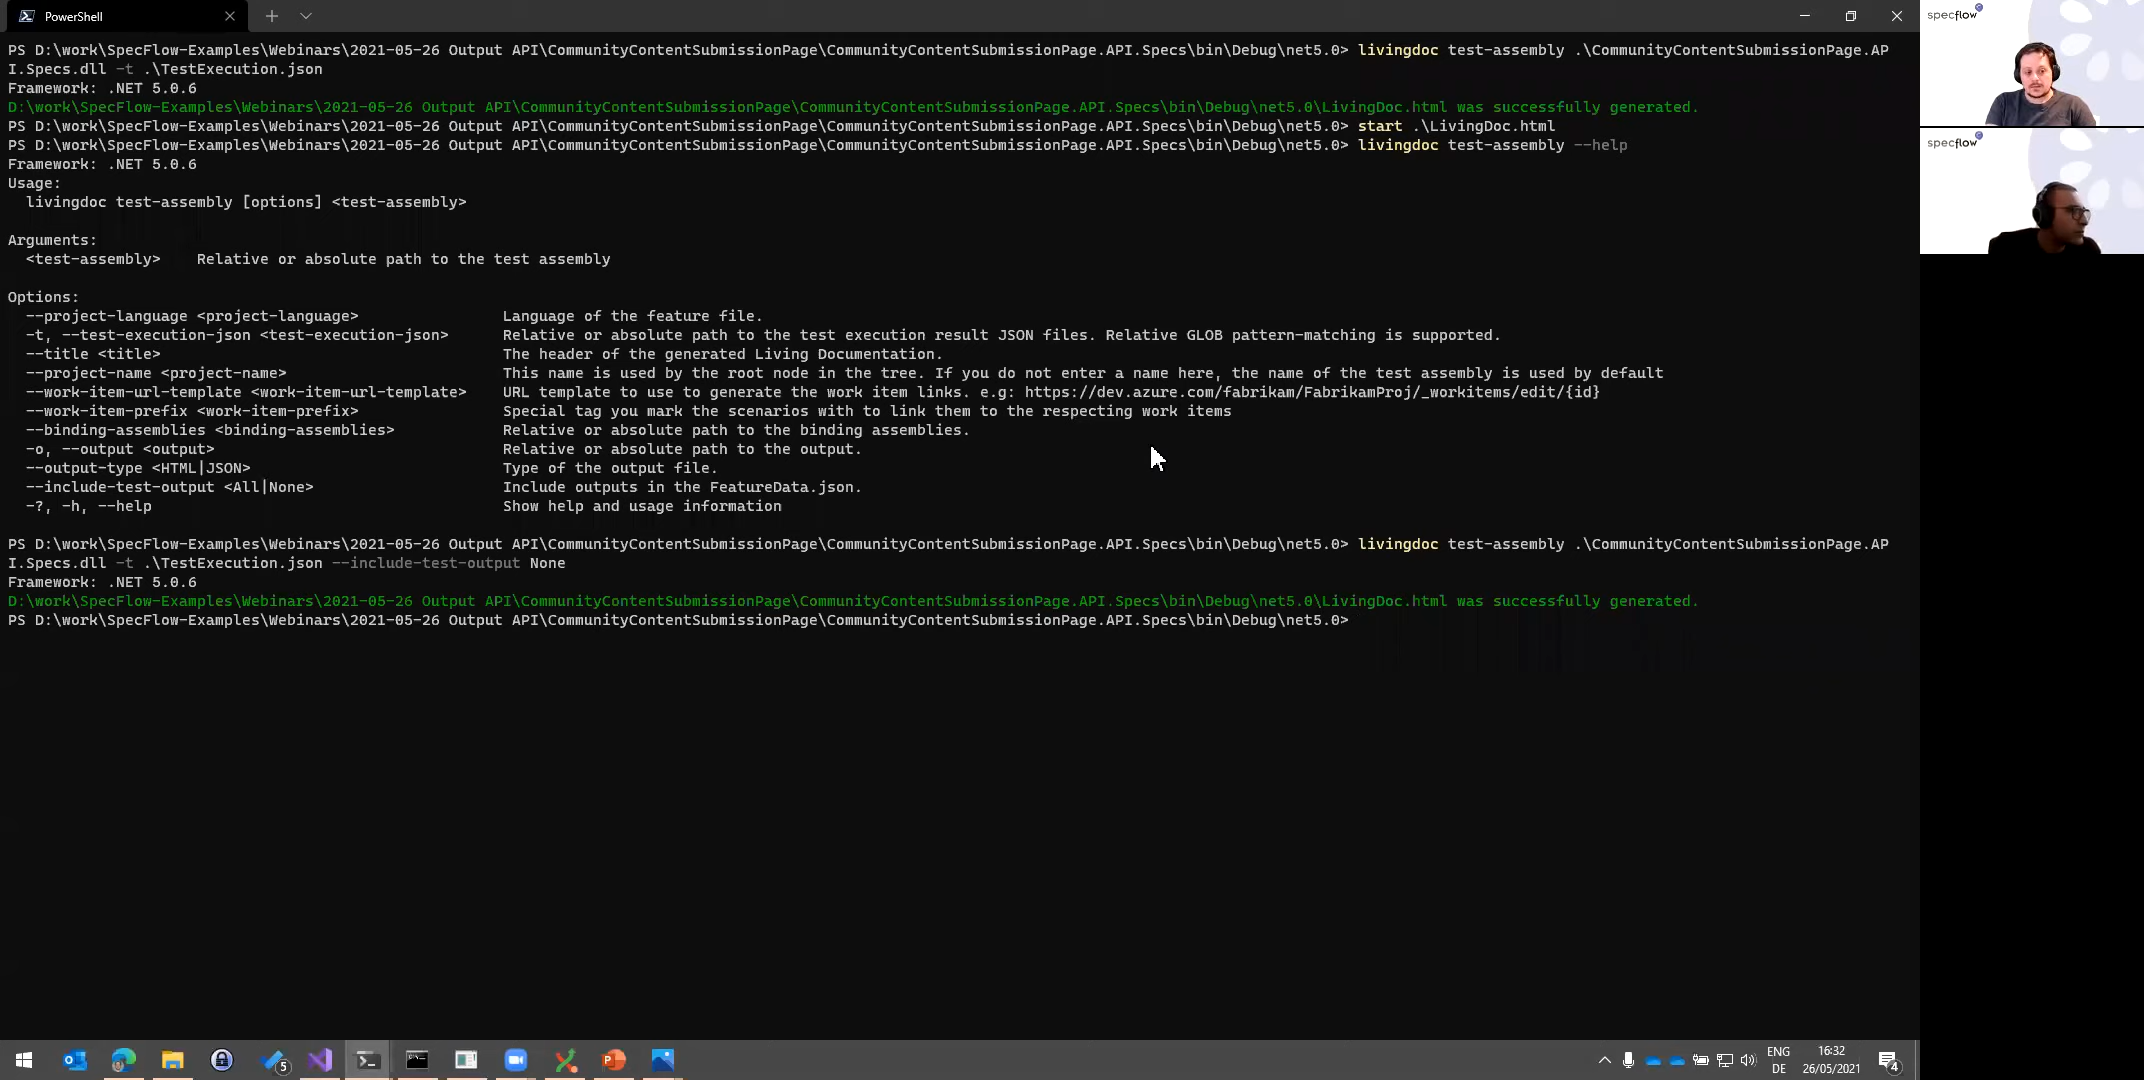 PowerShell
PS D:\work\SpecFlow-Examples\Webinars\2021-05-26 Output API\CommunityContentSubmissionPage\CommunityContentSubmissionPage.API.Specs\bin\Debug\net5.0> livingdoc test-assembly .\CommunityContentSubmissionPage.AP
I.Specs.dll -t .\TestExecution.json
Framework: .NET 5.0.6
D:\work\SpecFlow-Examples\Webinars\2021-05-26 Output API\CommunityContentSubmissionPage\CommunityContentSubmissionPage.API.Specs\bin\Debug\net5.0\LivingDoc.html was successfully generated.
PS D:\work\SpecFlow-Examples\Webinars\2021-05-26 Output API\CommunityContentSubmissionPage\CommunityContentSubmissionPage.API.Specs\bin\Debug\net5.0> start .\LivingDoc.html
PS D:\work\SpecFlow-Examples\Webinars\2021-05-26 Output API\CommunityContentSubmissionPage\CommunityContentSubmissionPage.API.Specs\bin\Debug\net5.0> livingdoc test-assembly --help
Framework: .NET 5.0.6
Usage:
livingdoc test-assembly [options] <test-assembly>
Arguments:
<test-assembly> Relative or absolute path to the test assembly
Options:
--project-language <project-language> Language of the feature file.
-t, --test-execution-json <test-execution-json> Relative or absolute path to the test execution result JSON files. Relative GLOB pattern-matching is supported.
--title <title> The header of the generated Living Documentation.
--project-name <project-name> This name is used by the root node in the tree. If you do not enter a name here, the name of the test assembly is used by default
--work-item-url-template <work-item-url-template> URL template to use to generate the work item links. e.g: https://dev.azure.com/fabrikam/FabrikamProj/_workitems/edit/{id}
--work-item-prefix <work-item-prefix> Special tag you mark the scenarios with to link them to the respecting work items
--binding-assemblies <binding-assemblies> Relative or absolute path to the binding assemblies.
-o, --output <output> Relative or absolute path to the output.
--output-type <HTML|JSON> Type of the output file.
--include-test-output <All|None> Include outputs in the FeatureData.json.
-?, -h, --help Show help and usage information
PS D:\work\SpecFlow-Examples\Webinars\2021-05-26 Output API\CommunityContentSubmissionPage\CommunityContentSubmissionPage.API.Specs\bin\Debug\net5.0> livingdoc test-assembly .\CommunityContentSubmissionPage.AP
I.Specs.dll -t .\TestExecution.json --include-test-output None
Framework: .NET 5.0.6
D:\work\SpecFlow-Examples\Webinars\2021-05-26 Output API\CommunityContentSubmissionPage\CommunityContentSubmissionPage.API.Specs\bin\Debug\net5.0\LivingDoc.html was successfully generated.
PS D:\work\SpecFlow-Examples\Webinars\2021-05-26 Output API\CommunityContentSubmissionPage\CommunityContentSubmissionPage.API.Specs\bin\Debug\net5.0>
specflow
specflow
5
ENG
DE
16:32
26/05/2021
4